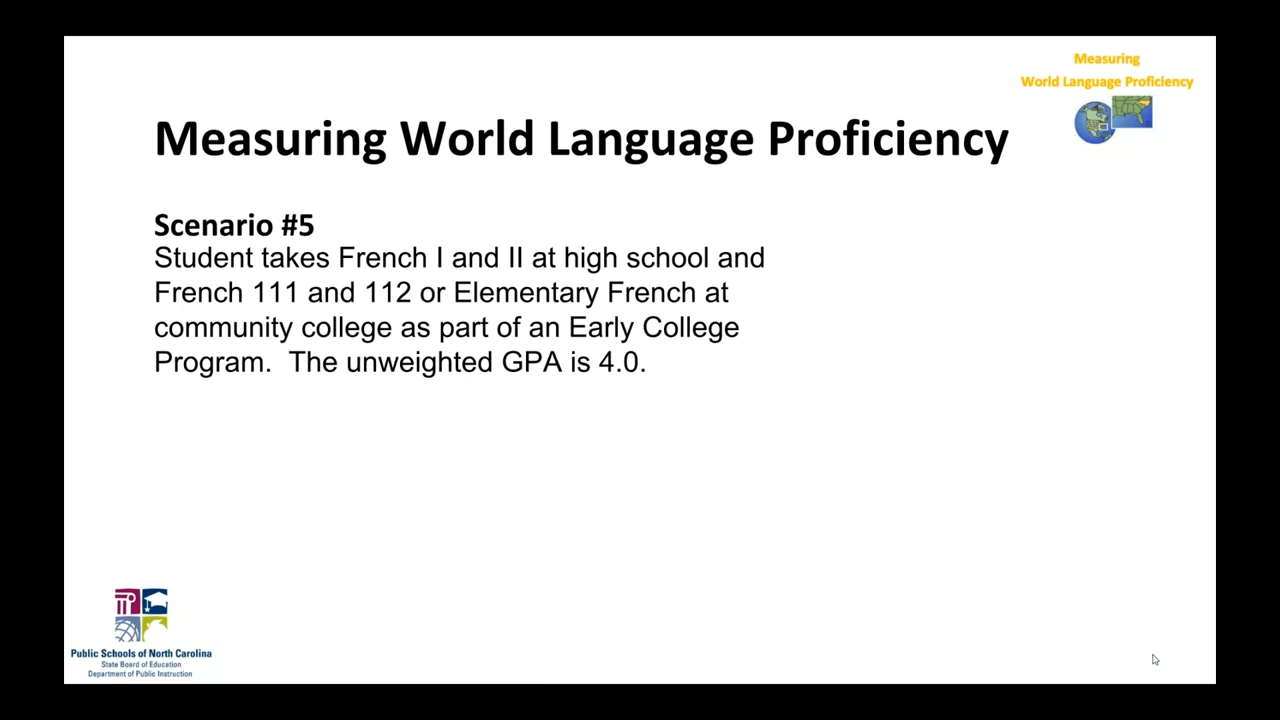 Measuring
World Language Proficiency
Measuring World Language Proficiency
Scenario #5
Student takes French I and II at high school and
French 111 and 112 or Elementary French at
community college as part of an Early College
Program.  The unweighted GPA is 4.0.
Public Schools of North Carolina
State Board of Education
Department of Public Instruction